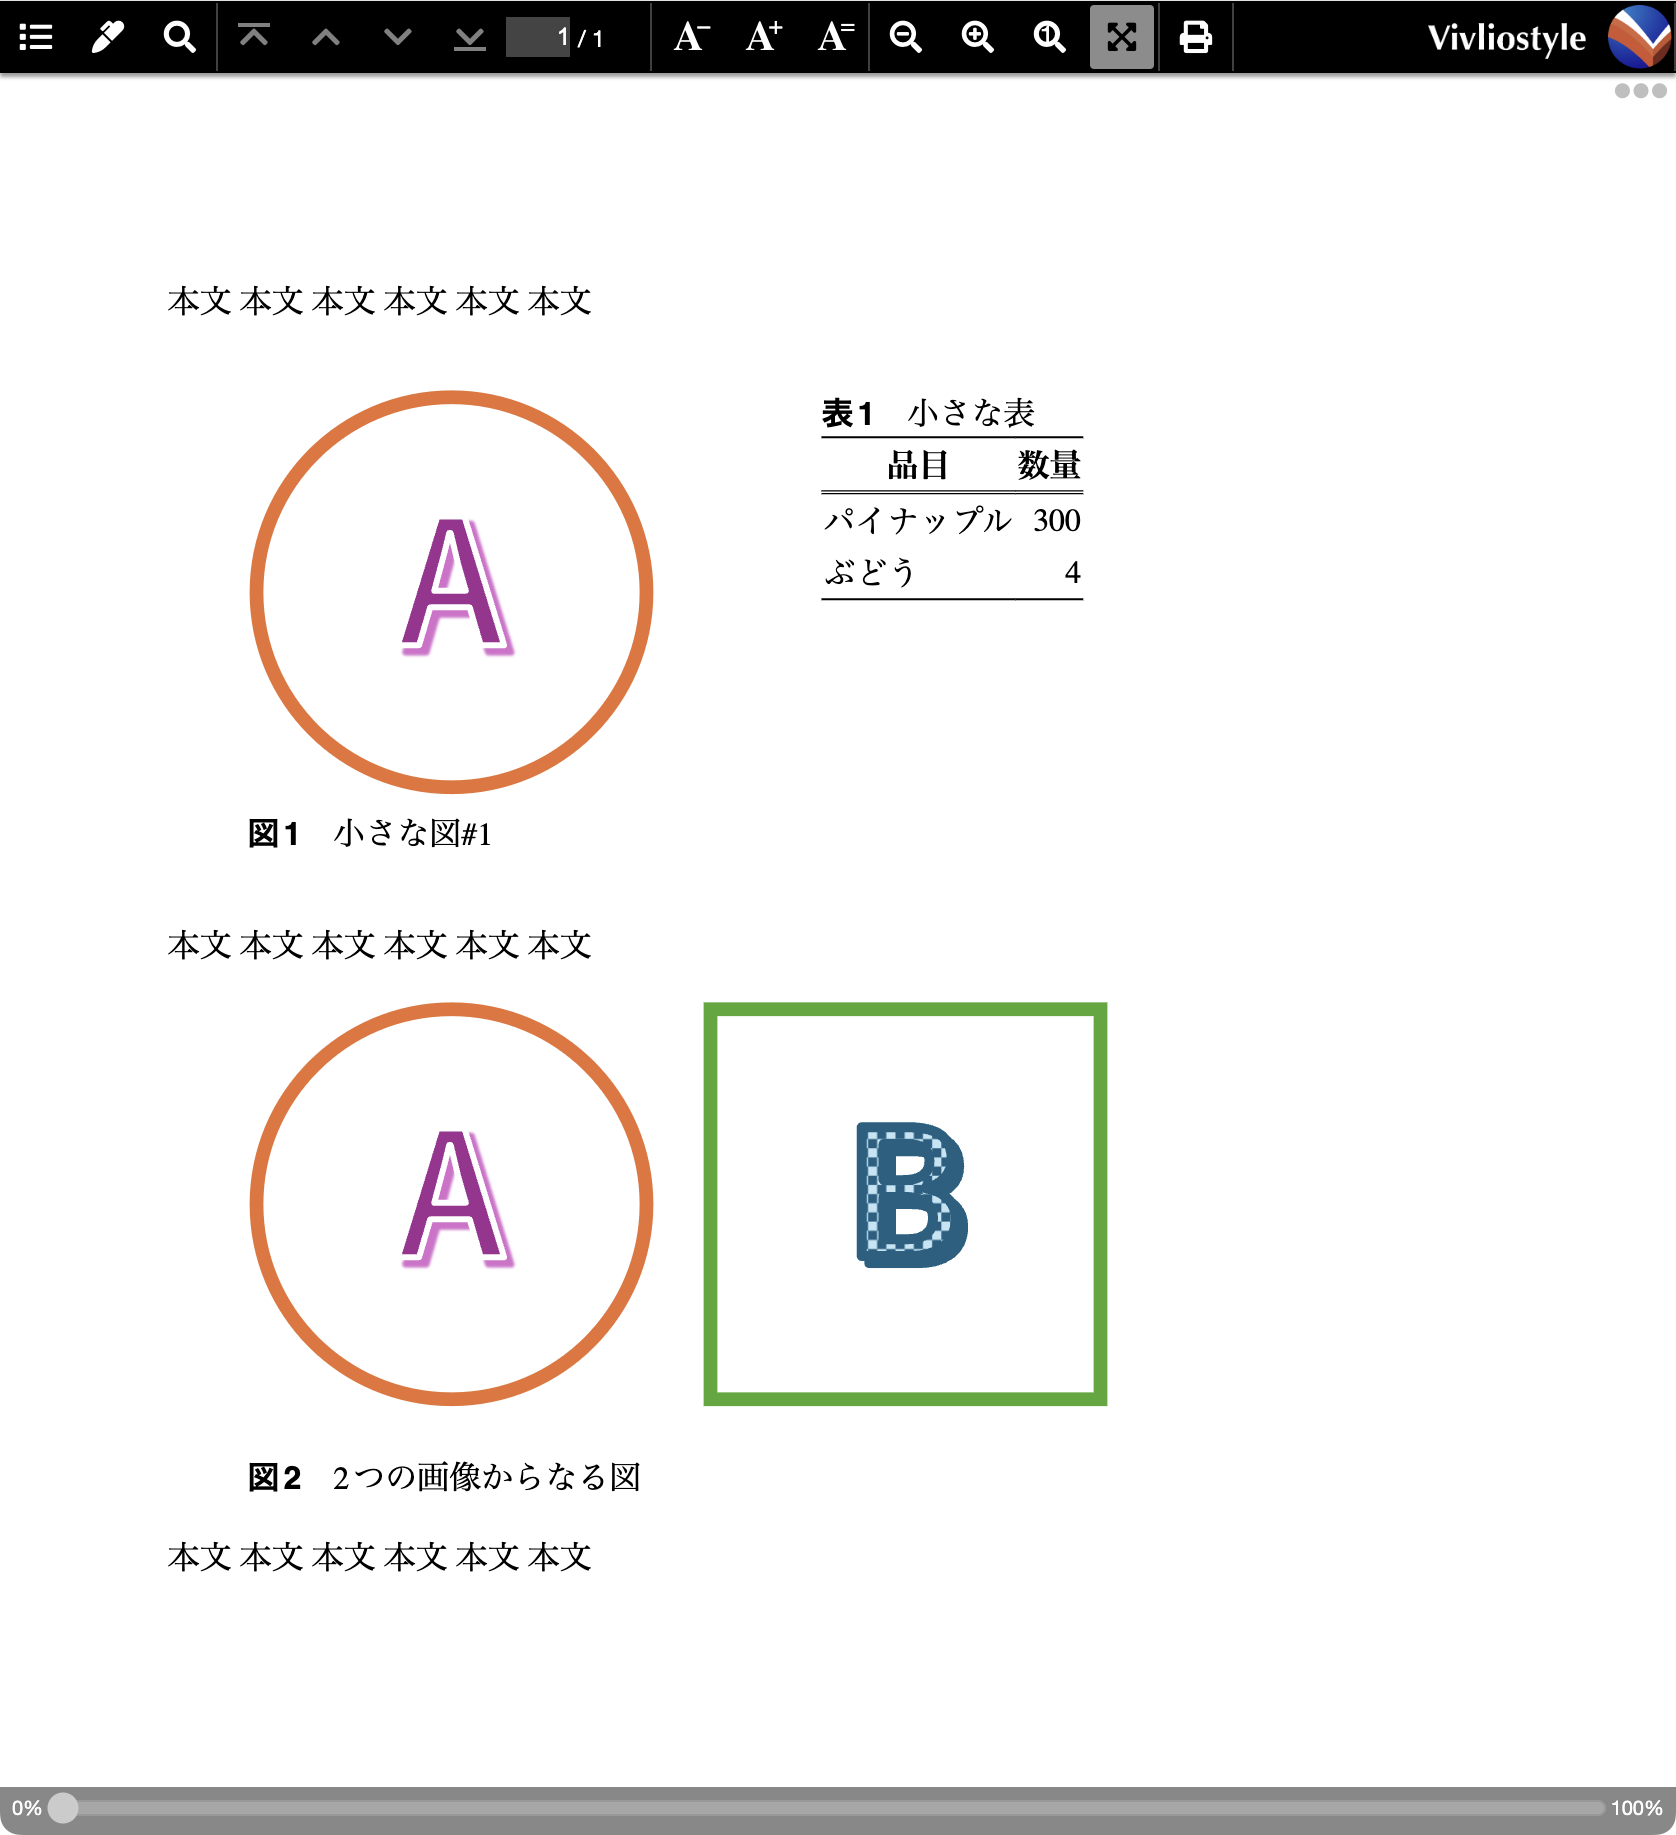 1 / 1
A− A+ A=
Vivliostyle
本文 本文 本文 本文 本文 本文
A
図1 小さな図#1
表1 小さな表
品目 数量
パイナップル 300
ぶどう 4
本文 本文 本文 本文 本文 本文
A B
図2 2つの画像からなる図
本文 本文 本文 本文 本文 本文
0% 100%